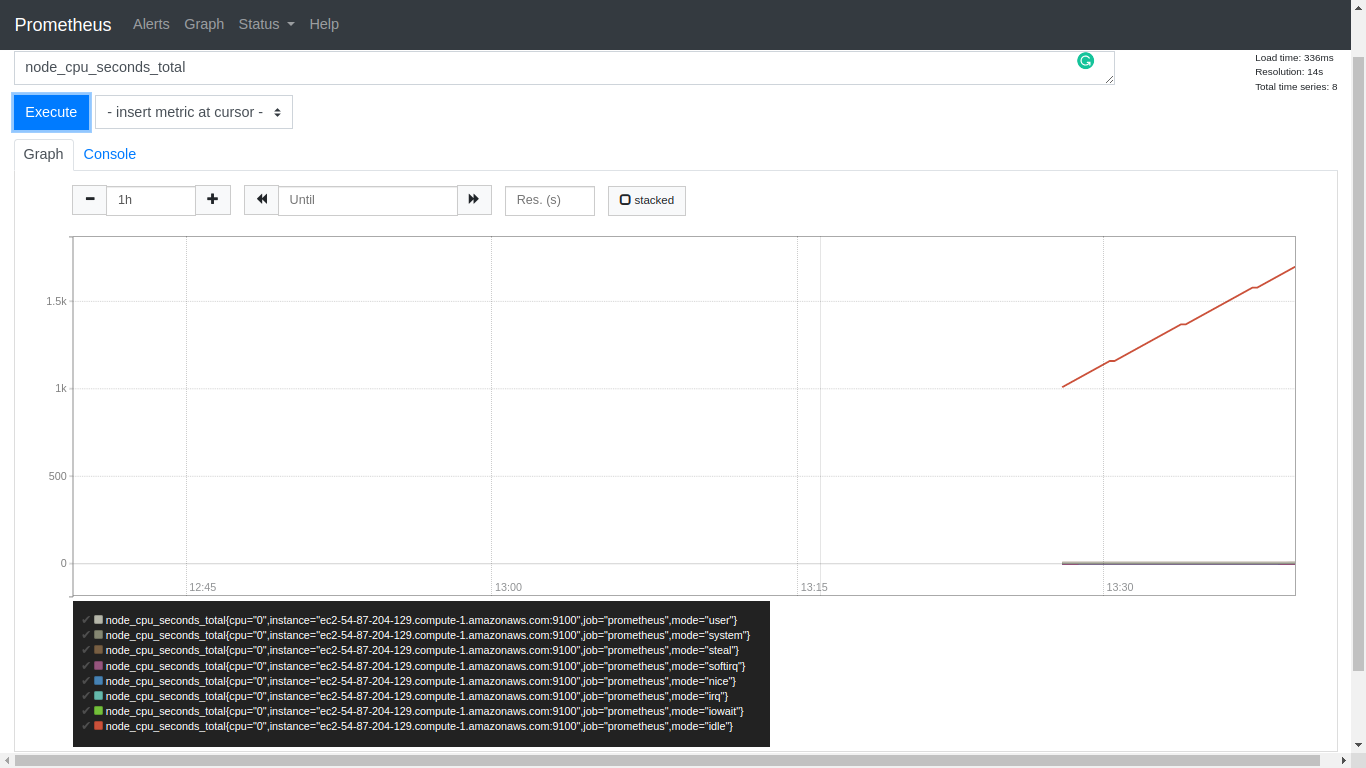 Prometheus Alerts Graph Status Help
node_cpu_seconds_total
Load time: 336ms
Resolution: 14s
Total time series: 8
Execute - insert metric at cursor -
Graph Console
1h Until Res. (s) stacked
1.5k
1k
500
0
12:45 13:00 13:15 13:30
node_cpu_seconds_total{cpu="0",instance="ec2-54-87-204-129.compute-1.amazonaws.com:9100",job="prometheus",mode="user"}
node_cpu_seconds_total{cpu="0",instance="ec2-54-87-204-129.compute-1.amazonaws.com:9100",job="prometheus",mode="system"}
node_cpu_seconds_total{cpu="0",instance="ec2-54-87-204-129.compute-1.amazonaws.com:9100",job="prometheus",mode="steal"}
node_cpu_seconds_total{cpu="0",instance="ec2-54-87-204-129.compute-1.amazonaws.com:9100",job="prometheus",mode="softirq"}
node_cpu_seconds_total{cpu="0",instance="ec2-54-87-204-129.compute-1.amazonaws.com:9100",job="prometheus",mode="nice"}
node_cpu_seconds_total{cpu="0",instance="ec2-54-87-204-129.compute-1.amazonaws.com:9100",job="prometheus",mode="irq"}
node_cpu_seconds_total{cpu="0",instance="ec2-54-87-204-129.compute-1.amazonaws.com:9100",job="prometheus",mode="iowait"}
node_cpu_seconds_total{cpu="0",instance="ec2-54-87-204-129.compute-1.amazonaws.com:9100",job="prometheus",mode="idle"}